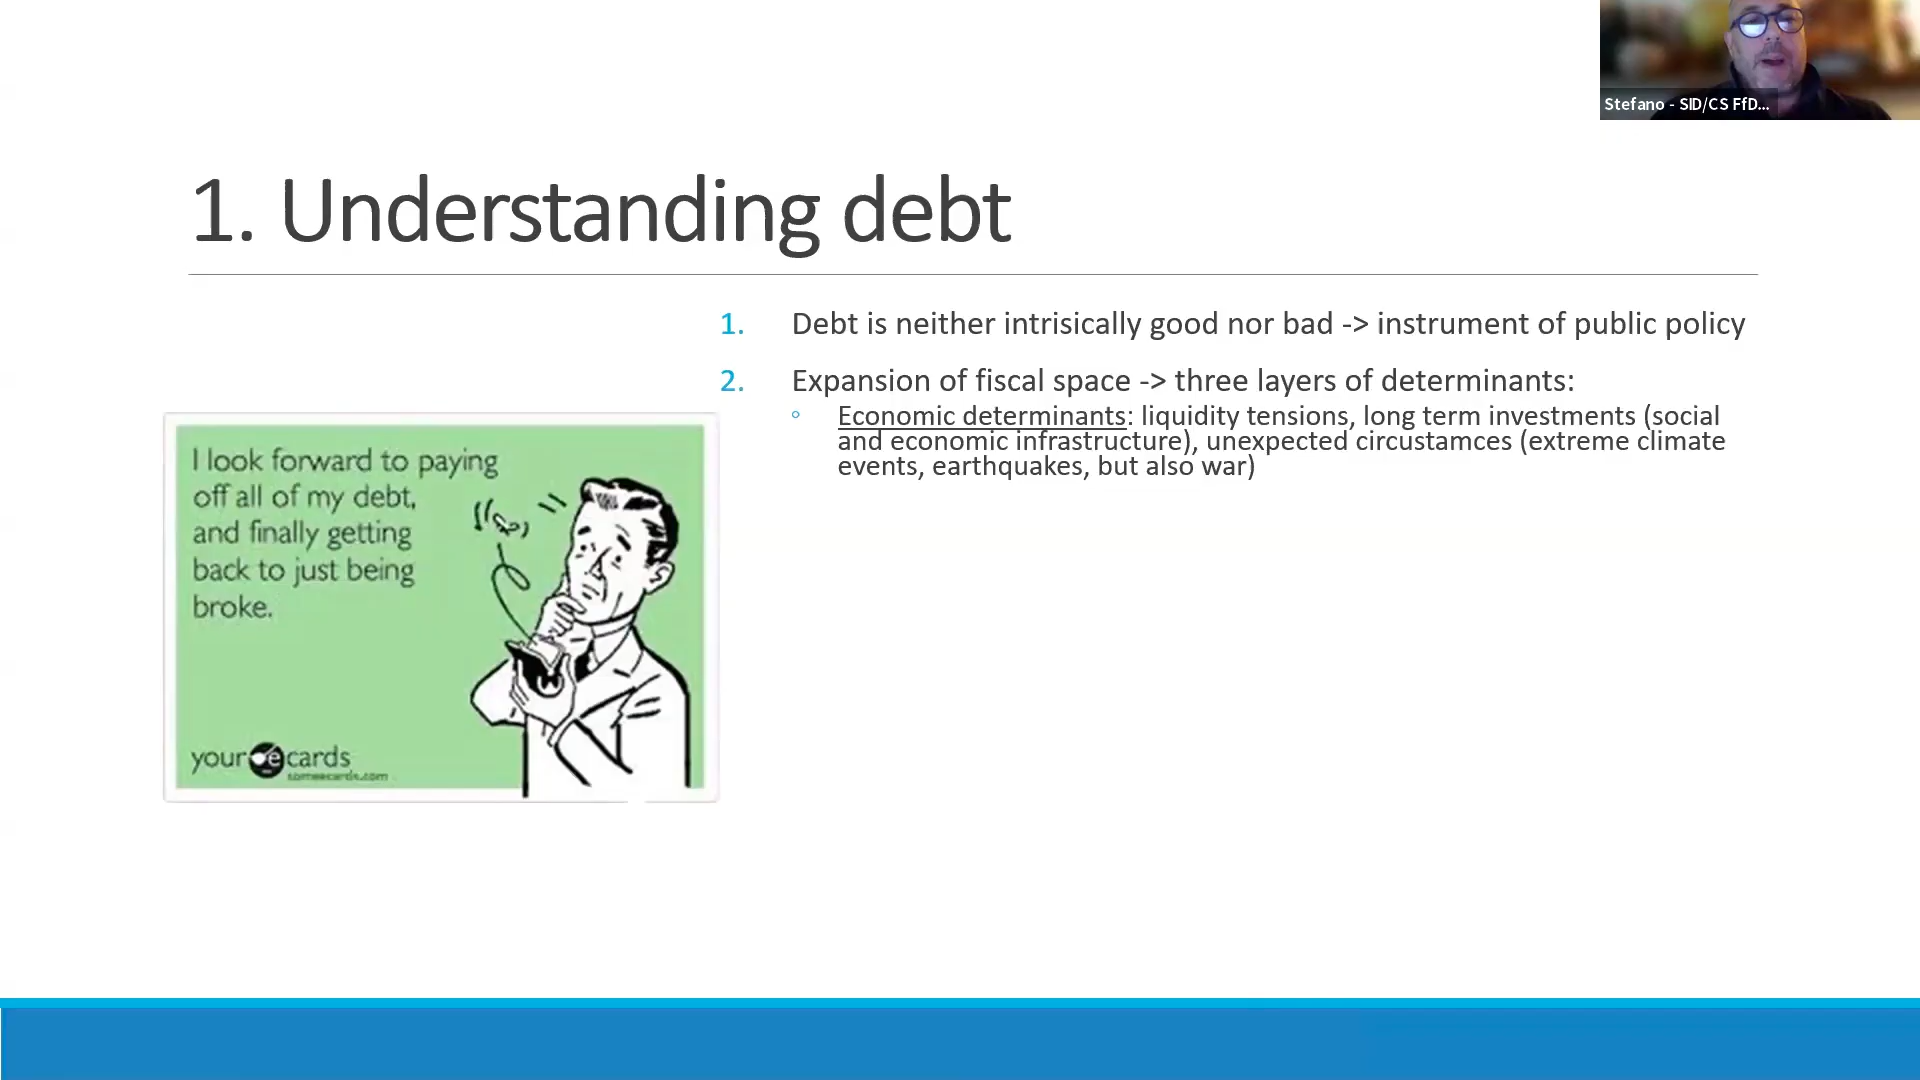 Stefano - SID/CS FfD...
1. Understanding debt
1. Debt is neither intrisically good nor bad -> instrument of public policy
2. Expansion of fiscal space -> three layers of determinants:
Economic determinants: liquidity tensions, long term investments (social
and economic infrastructure), unexpected circustamces (extreme climate
events, earthquakes, but also war)
I look forward to paying
off all of my debt,
and finally getting
back to just being
broke.
your e cards
someecards.com